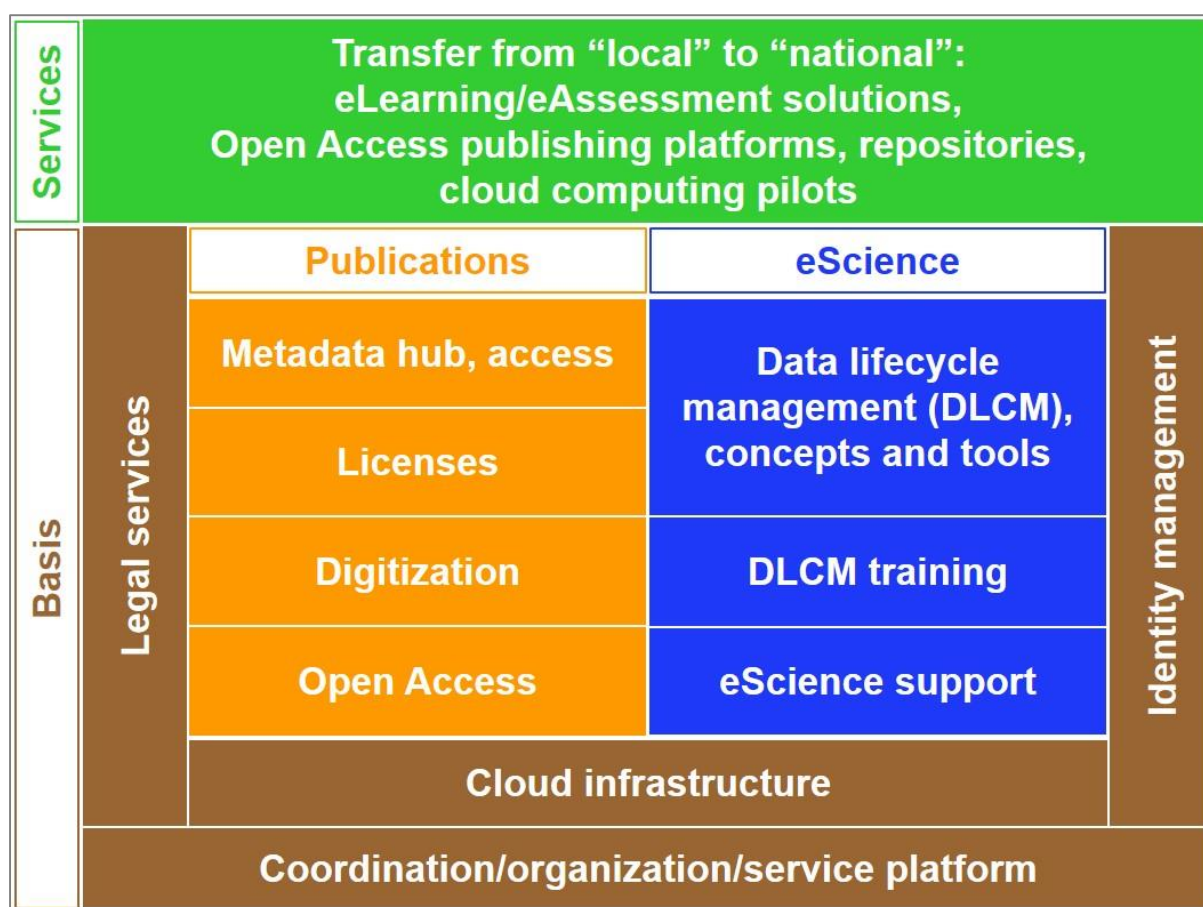 Services
Transfer from “local” to “national”:
eLearning/eAssessment solutions,
Open Access publishing platforms, repositories,
cloud computing pilots
Basis
Legal services
Publications
Metadata hub, access
Licenses
Digitization
Open Access
eScience
Data lifecycle
management (DLCM),
concepts and tools
DLCM training
eScience support
Identity management
Cloud infrastructure
Coordination/organization/service platform